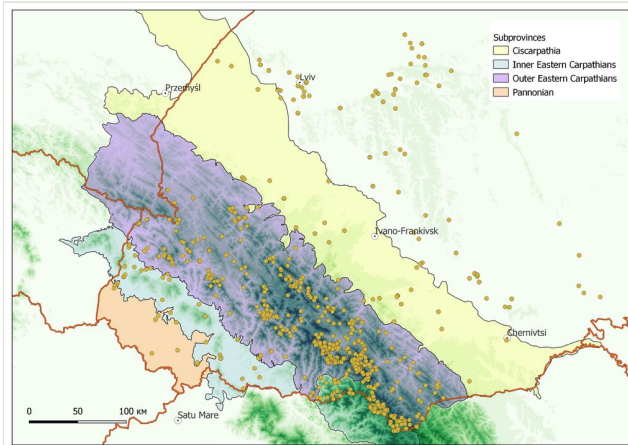 Subprovinces
Ciscarpathia
Inner Eastern Carpathians
Outer Eastern Carpathians
Pannonian
Lviv
Przemyśl
Ivano-Frankivsk
Chernivtsi
0 50 100 км
Satu Mare